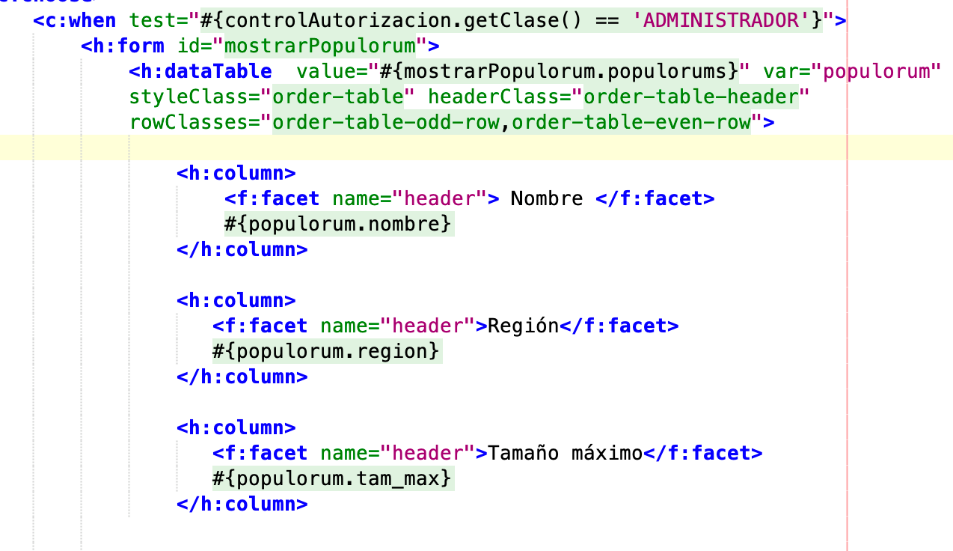 <c:when test="#{controlAutorizacion.getClase() == 'ADMINISTRADOR'}">
<h:form id="mostrarPopulorum">
<h:dataTable  value="#{mostrarPopulorum.populorums}" var="populorum"
styleClass="order-table" headerClass="order-table-header"
rowClasses="order-table-odd-row,order-table-even-row">
<h:column>
<f:facet name="header"> Nombre </f:facet>
#{populorum.nombre}
</h:column>
<h:column>
<f:facet name="header">Región</f:facet>
#{populorum.region}
</h:column>
<h:column>
<f:facet name="header">Tamaño máximo</f:facet>
#{populorum.tam_max}
</h:column>